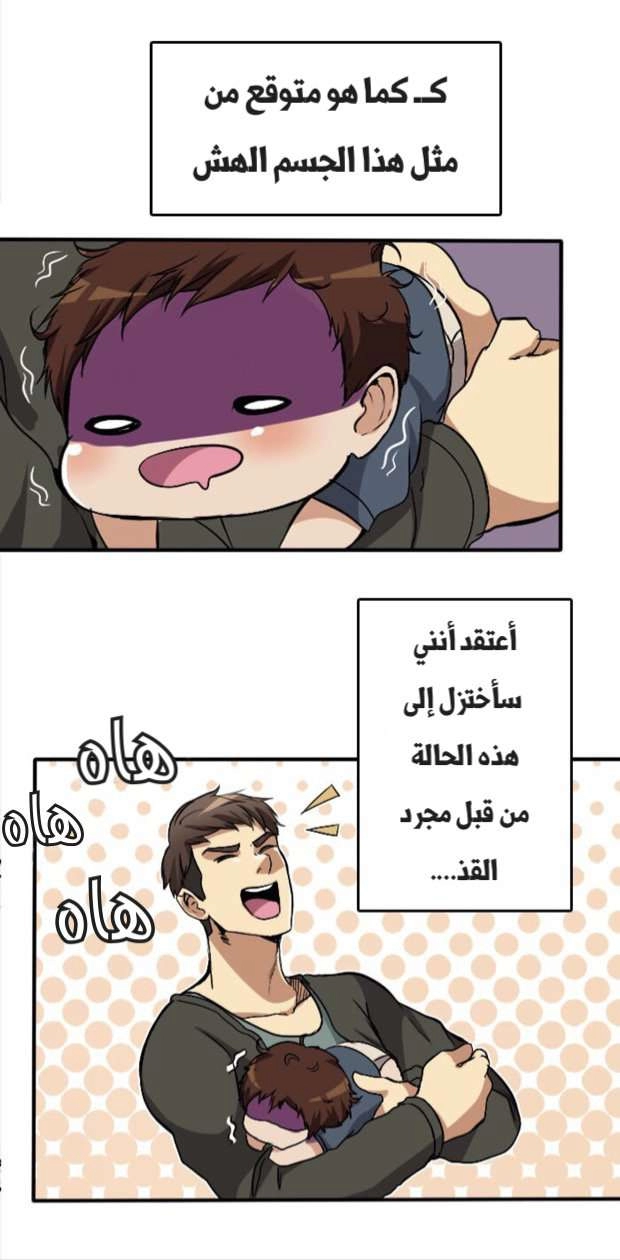 كـ كما هو متوقع من
مثل هذا الجسم الهش
أعتقد أنني
سأختزل إلى
هذه الحالة
من قبل مجرد
القذ....
هاه
هاه
هاه